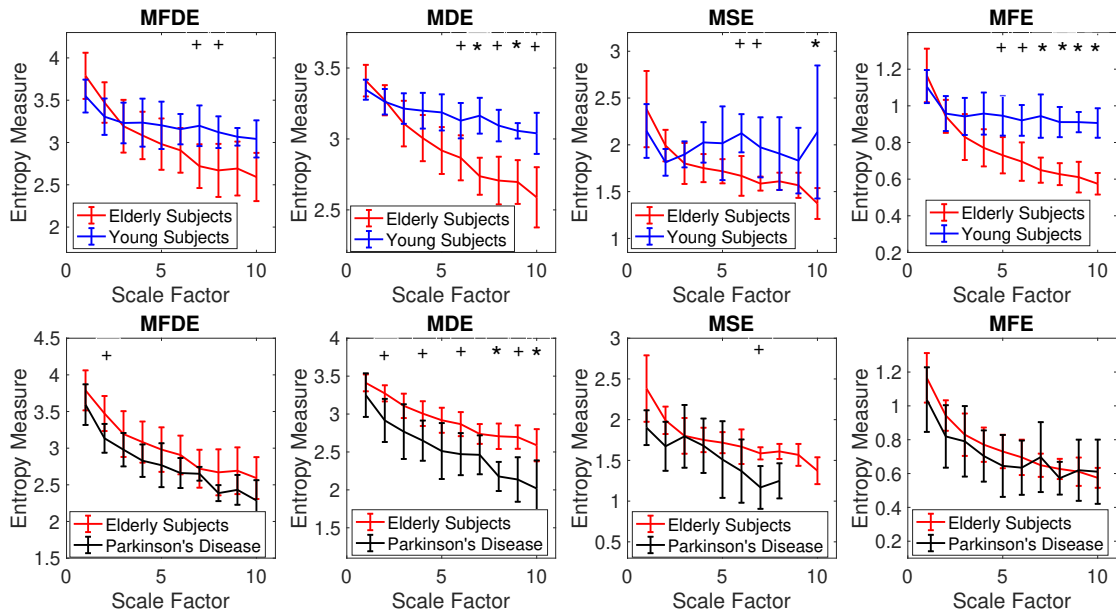 MFDE
MDE
MSE
MFE
Entropy Measure
4
3.5
3
2.5
2
+ +
Elderly Subjects
Young Subjects
0 5 10
Scale Factor
Entropy Measure
3.5
3
2.5
+ * + * +
Elderly Subjects
Young Subjects
0 5 10
Scale Factor
Entropy Measure
3
2.5
2
1.5
1
+ + *
Elderly Subjects
Young Subjects
0 5 10
Scale Factor
Entropy Measure
1.2
1
0.8
0.6
0.4
0.2
+ + * * * *
Elderly Subjects
Young Subjects
0 5 10
Scale Factor
MFDE
MDE
MSE
MFE
Entropy Measure
4.5
4
3.5
3
2.5
2
1.5
+
Elderly Subjects
Parkinson's Disease
0 5 10
Scale Factor
Entropy Measure
4
3.5
3
2.5
2
1.5
+ + + * + *
Elderly Subjects
Parkinson's Disease
0 5 10
Scale Factor
Entropy Measure
3
2.5
2
1.5
1
0.5
+
Elderly Subjects
Parkinson's Disease
0 5 10
Scale Factor
Entropy Measure
1.2
1
0.8
0.6
0.4
0.2
Elderly Subjects
Parkinson's Disease
0 5 10
Scale Factor